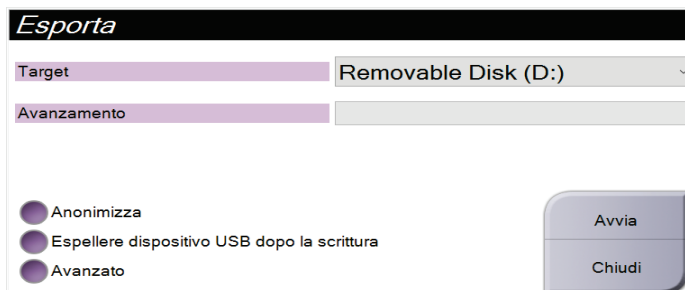 Esporta
Target
Removable Disk (D:)
Avanzamento
Anonimizza
Espellere dispositivo USB dopo la scrittura
Avanzato
Avvia
Chiudi